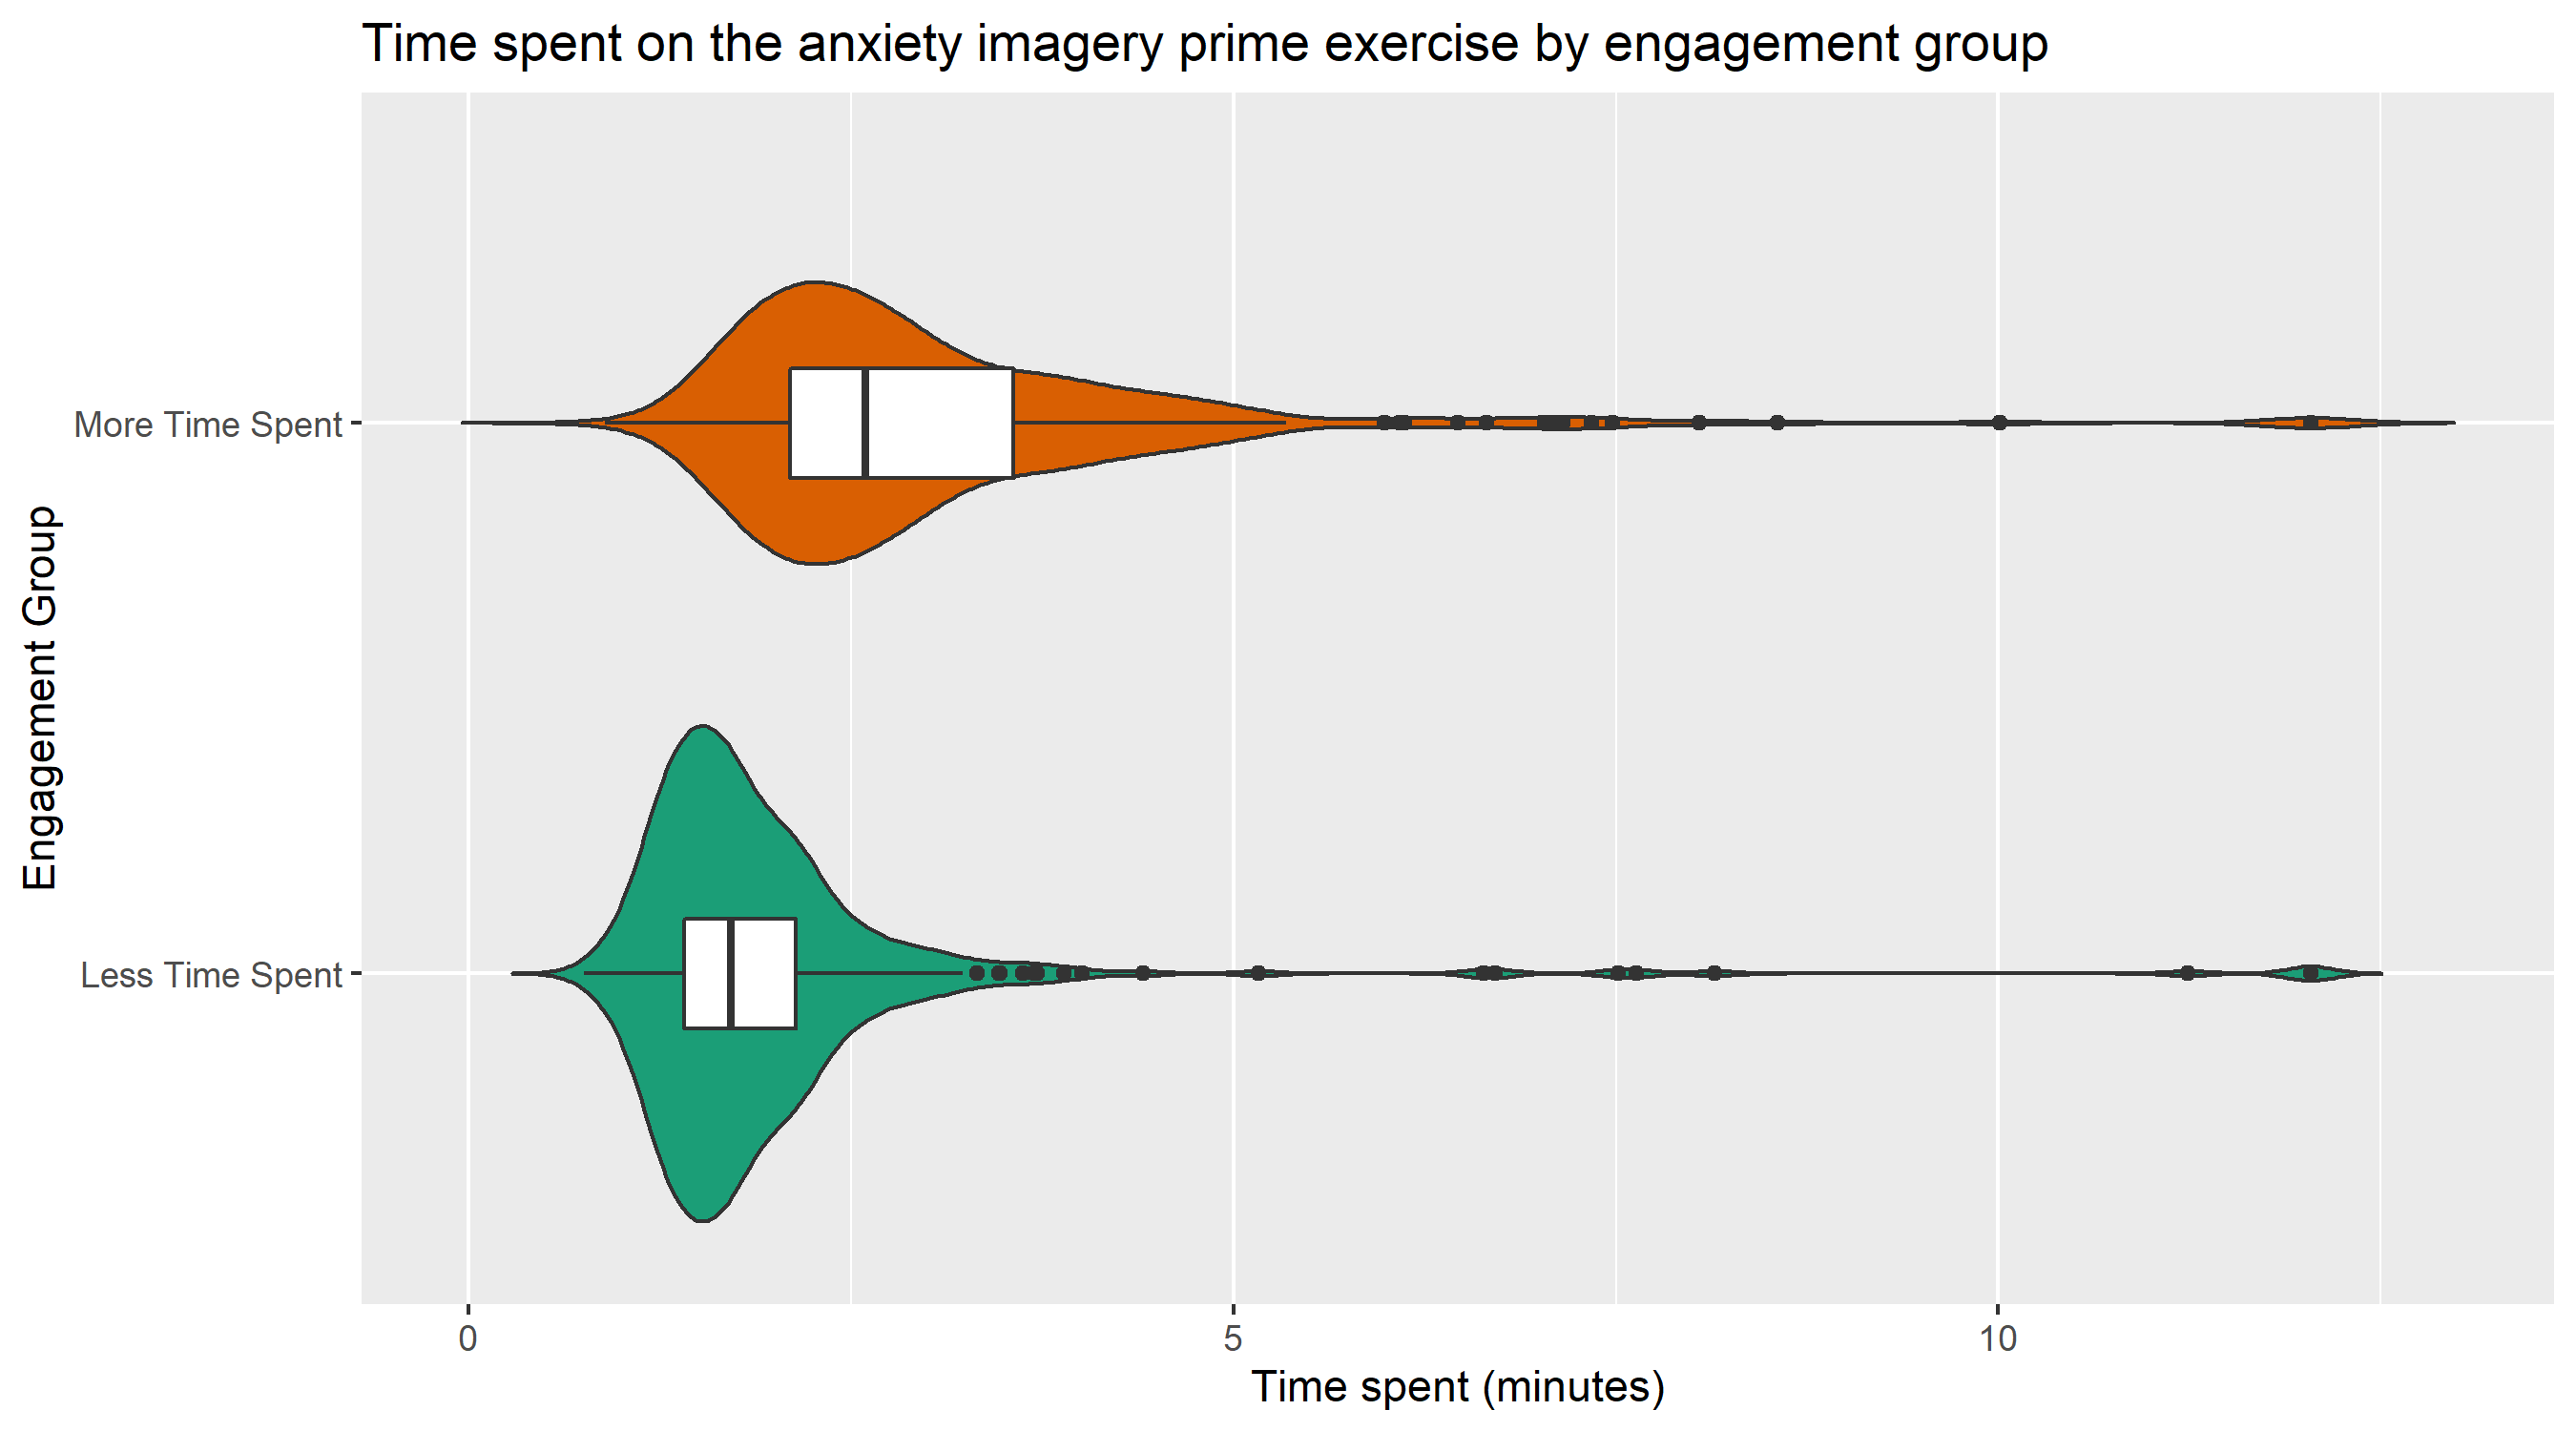 Time spent on the anxiety imagery prime exercise by engagement group
Engagement Group
More Time Spent
Less Time Spent
0 5 10
Time spent (minutes)